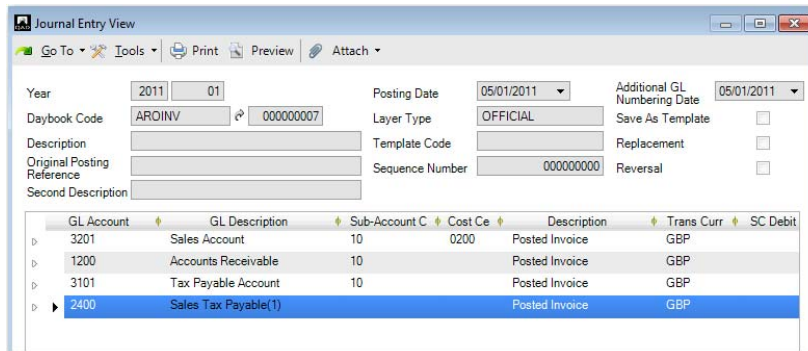 Journal Entry View
Go To Tools Print Preview Attach
Year 2011 01 Posting Date 05/01/2011 Additional GL Numbering Date 05/01/2011
Daybook Code AROINV 000000007 Layer Type OFFICIAL Save As Template
Description Template Code Replacement
Original Posting Reference Sequence Number 000000000 Reversal
Second Description
GL Account GL Description Sub-Account C Cost Ce Description Trans Curr SC Debit
3201 Sales Account 10 0200 Posted Invoice GBP
1200 Accounts Receivable 10 Posted Invoice GBP
3101 Tax Payable Account 10 Posted Invoice GBP
2400 Sales Tax Payable(1) Posted Invoice GBP